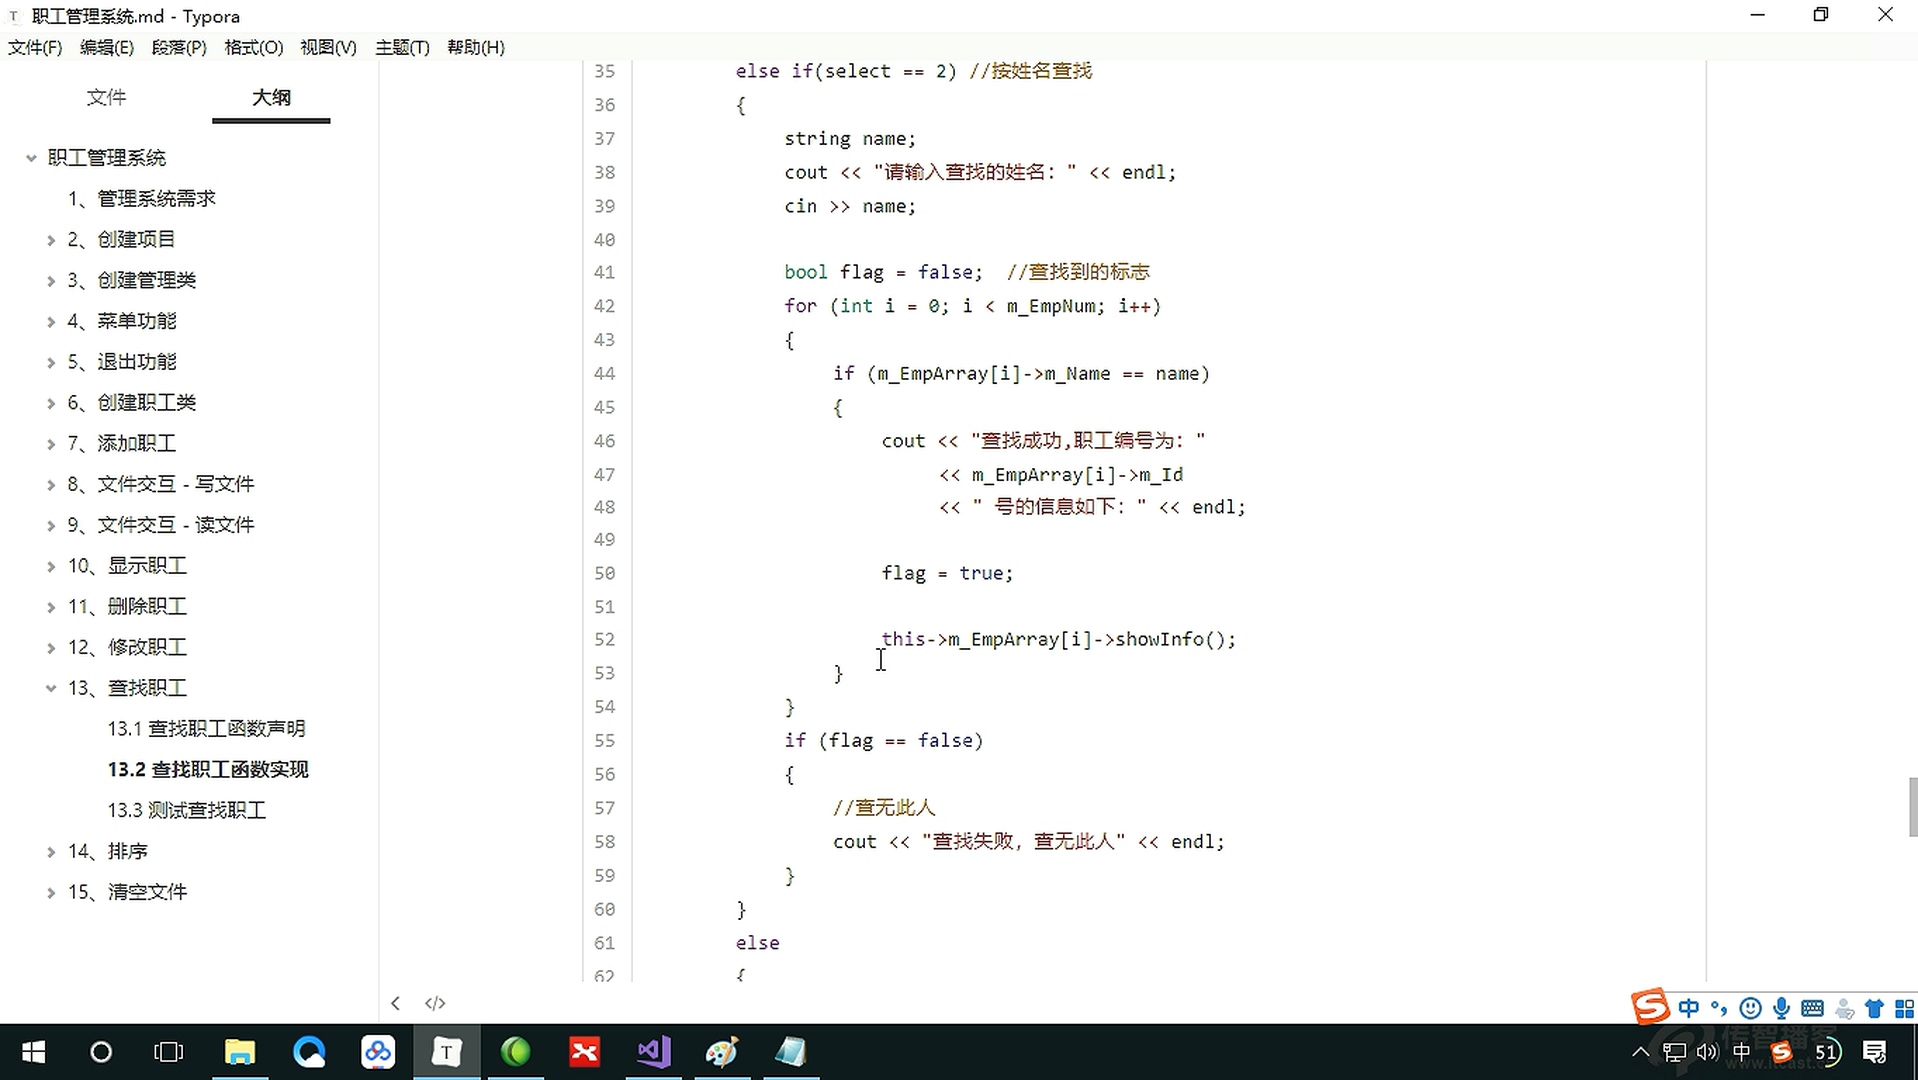 职工管理系统.md - Typora
文件(F) 编辑(E) 段落(P) 格式(O) 视图(V) 主题(T) 帮助(H)
文件 大纲
职工管理系统
1、管理系统需求
2、创建项目
3、创建管理类
4、菜单功能
5、退出功能
6、创建职工类
7、添加职工
8、文件交互 - 写文件
9、文件交互 - 读文件
10、显示职工
11、删除职工
12、修改职工
13、查找职工
13.1 查找职工函数声明
13.2 查找职工函数实现
13.3 测试查找职工
14、排序
15、清空文件
35 else if(select == 2) //按姓名查找
36 {
37 string name;
38 cout << "请输入查找的姓名：" << endl;
39 cin >> name;
40
41 bool flag = false;  //查找到的标志
42 for (int i = 0; i < m_EmpNum; i++)
43 {
44 if (m_EmpArray[i]->m_Name == name)
45 {
46 cout << "查找成功,职工编号为："
47 << m_EmpArray[i]->m_Id
48 << " 号的信息如下：" << endl;
49
50 flag = true;
51
52 this->m_EmpArray[i]->showInfo();
53 }
54 }
55 if (flag == false)
56 {
57 //查无此人
58 cout << "查找失败，查无此人" << endl;
59 }
60 }
61 else
62 {
</>
中
中 51
传智播客